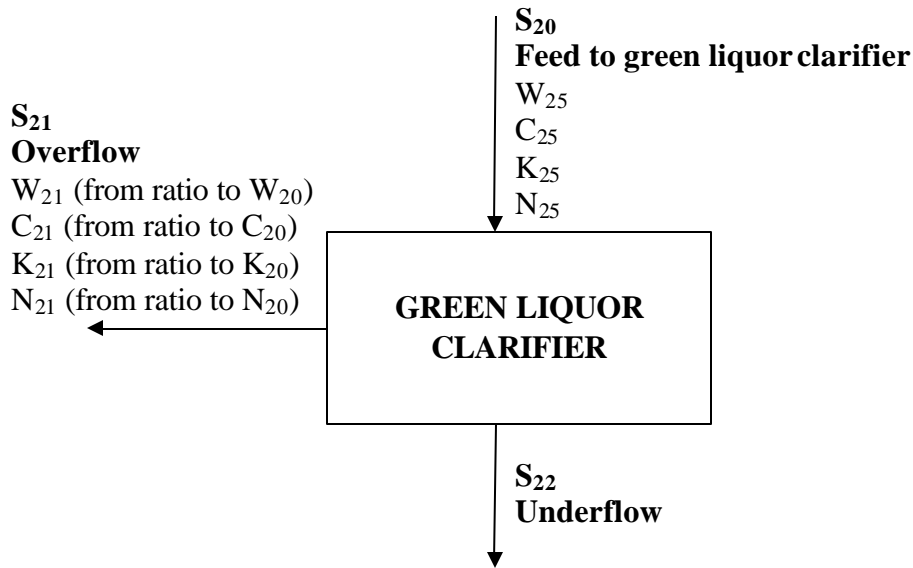 S₂₀
Feed to green liquor clarifier
W₂₅
C₂₅
K₂₅
N₂₅
S₂₁
Overflow
W₂₁ (from ratio to W₂₀)
C₂₁ (from ratio to C₂₀)
K₂₁ (from ratio to K₂₀)
N₂₁ (from ratio to N₂₀)
GREEN LIQUOR
CLARIFIER
S₂₂
Underflow